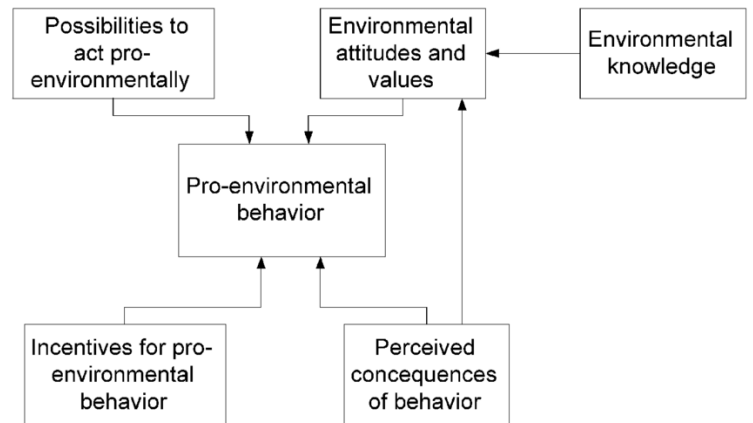 Possibilities to
act pro-
environmentally
Environmental
attitudes and
values
Environmental
knowledge
Pro-environmental
behavior
Incentives for pro-
environmental
behavior
Perceived
concequences
of behavior